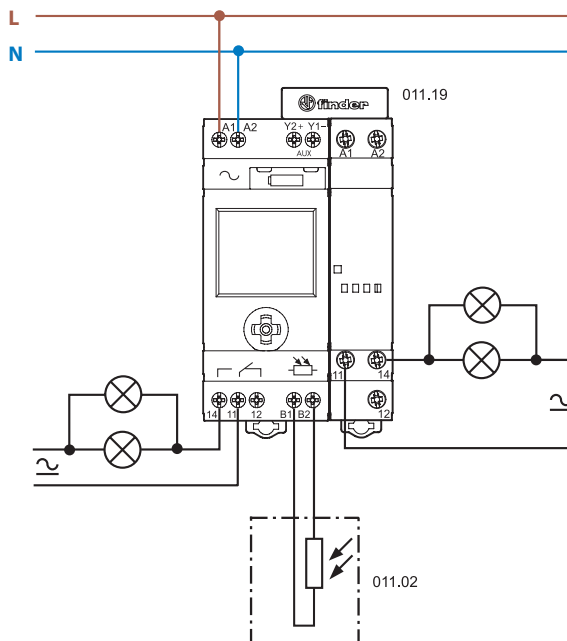 L
N
finder
011.19
A1 A2 Y2+ Y1-
AUX
A1 A2
11 14
14 11 12 B1 B2
12
011.02